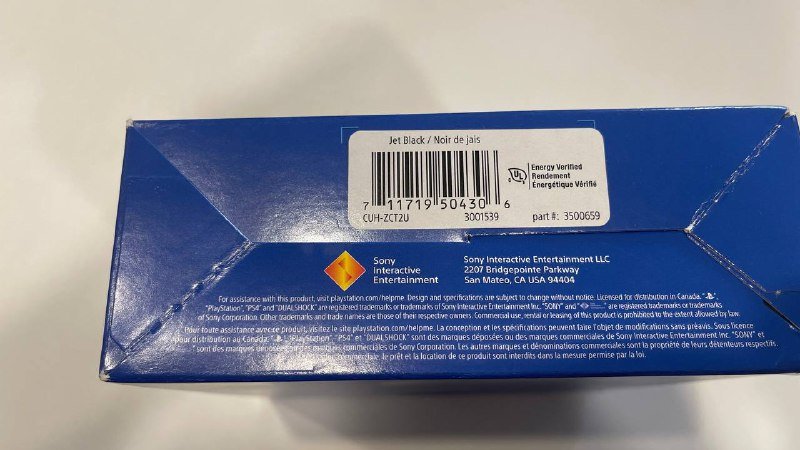 Jet Black / Noir de jais
7 11719 50430 6
CUH-ZCT2U 3001539 part #: 3500659
UL
Energy Verified
Rendement
Énergétique Vérifié
Sony
Interactive
Entertainment
Sony Interactive Entertainment LLC
2207 Bridgepointe Parkway
San Mateo, CA USA 94404
For assistance with this product, visit playstation.com/helpme. Design and specifications are subject to change without notice. Licensed for distribution in Canada. "
"PlayStation", "PS4" and "DUALSHOCK" are registered trademarks or trademarks of Sony Interactive Entertainment Inc. "SONY" and " " are registered trademarks or trademarks
of Sony Corporation. Other trademarks and trade names are those of their respective owners. Commercial use, rental or leasing of this product is prohibited to the extent allowed by law.
Pour toute assistance avec ce produit, visitez le site playstation.com/helpme. La conception et les spécifications peuvent faire l'objet de modifications sans préavis. Sous licence
pour distribution au Canada. " ", "PlayStation", "PS4" et "DUALSHOCK" sont des marques déposées ou des marques commerciales de Sony Interactive Entertainment Inc. "SONY" et
" sont des marques déposées ou des marques commerciales de Sony Corporation. Les autres marques et dénominations commerciales sont la propriété de leurs détenteurs respectifs.
commerciale, le prêt et la location de ce produit sont interdits dans la mesure permise par la loi.